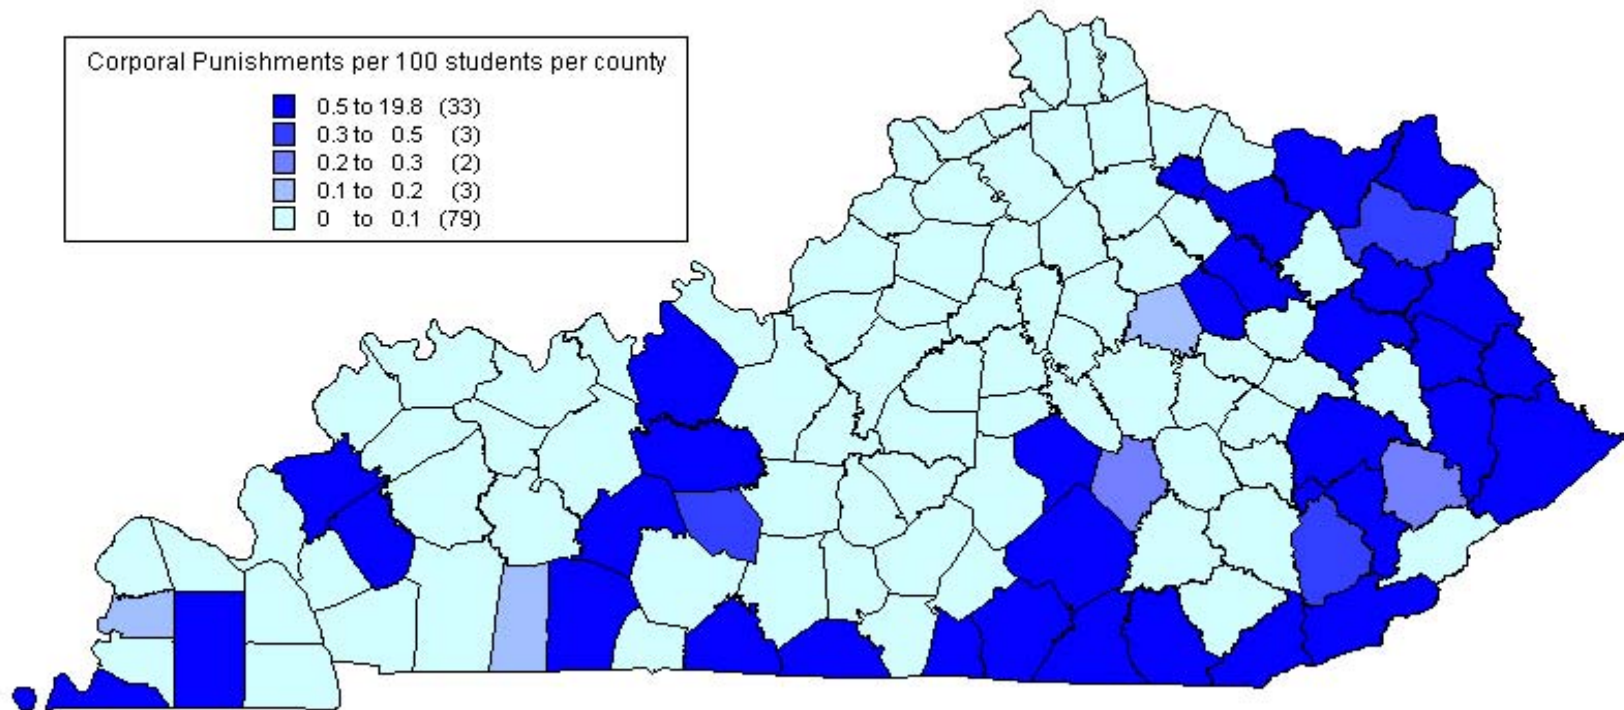 Corporal Punishments per 100 students per county
0.5 to 19.8 (33)
0.3 to 0.5 (3)
0.2 to 0.3 (2)
0.1 to 0.2 (3)
0 to 0.1 (79)